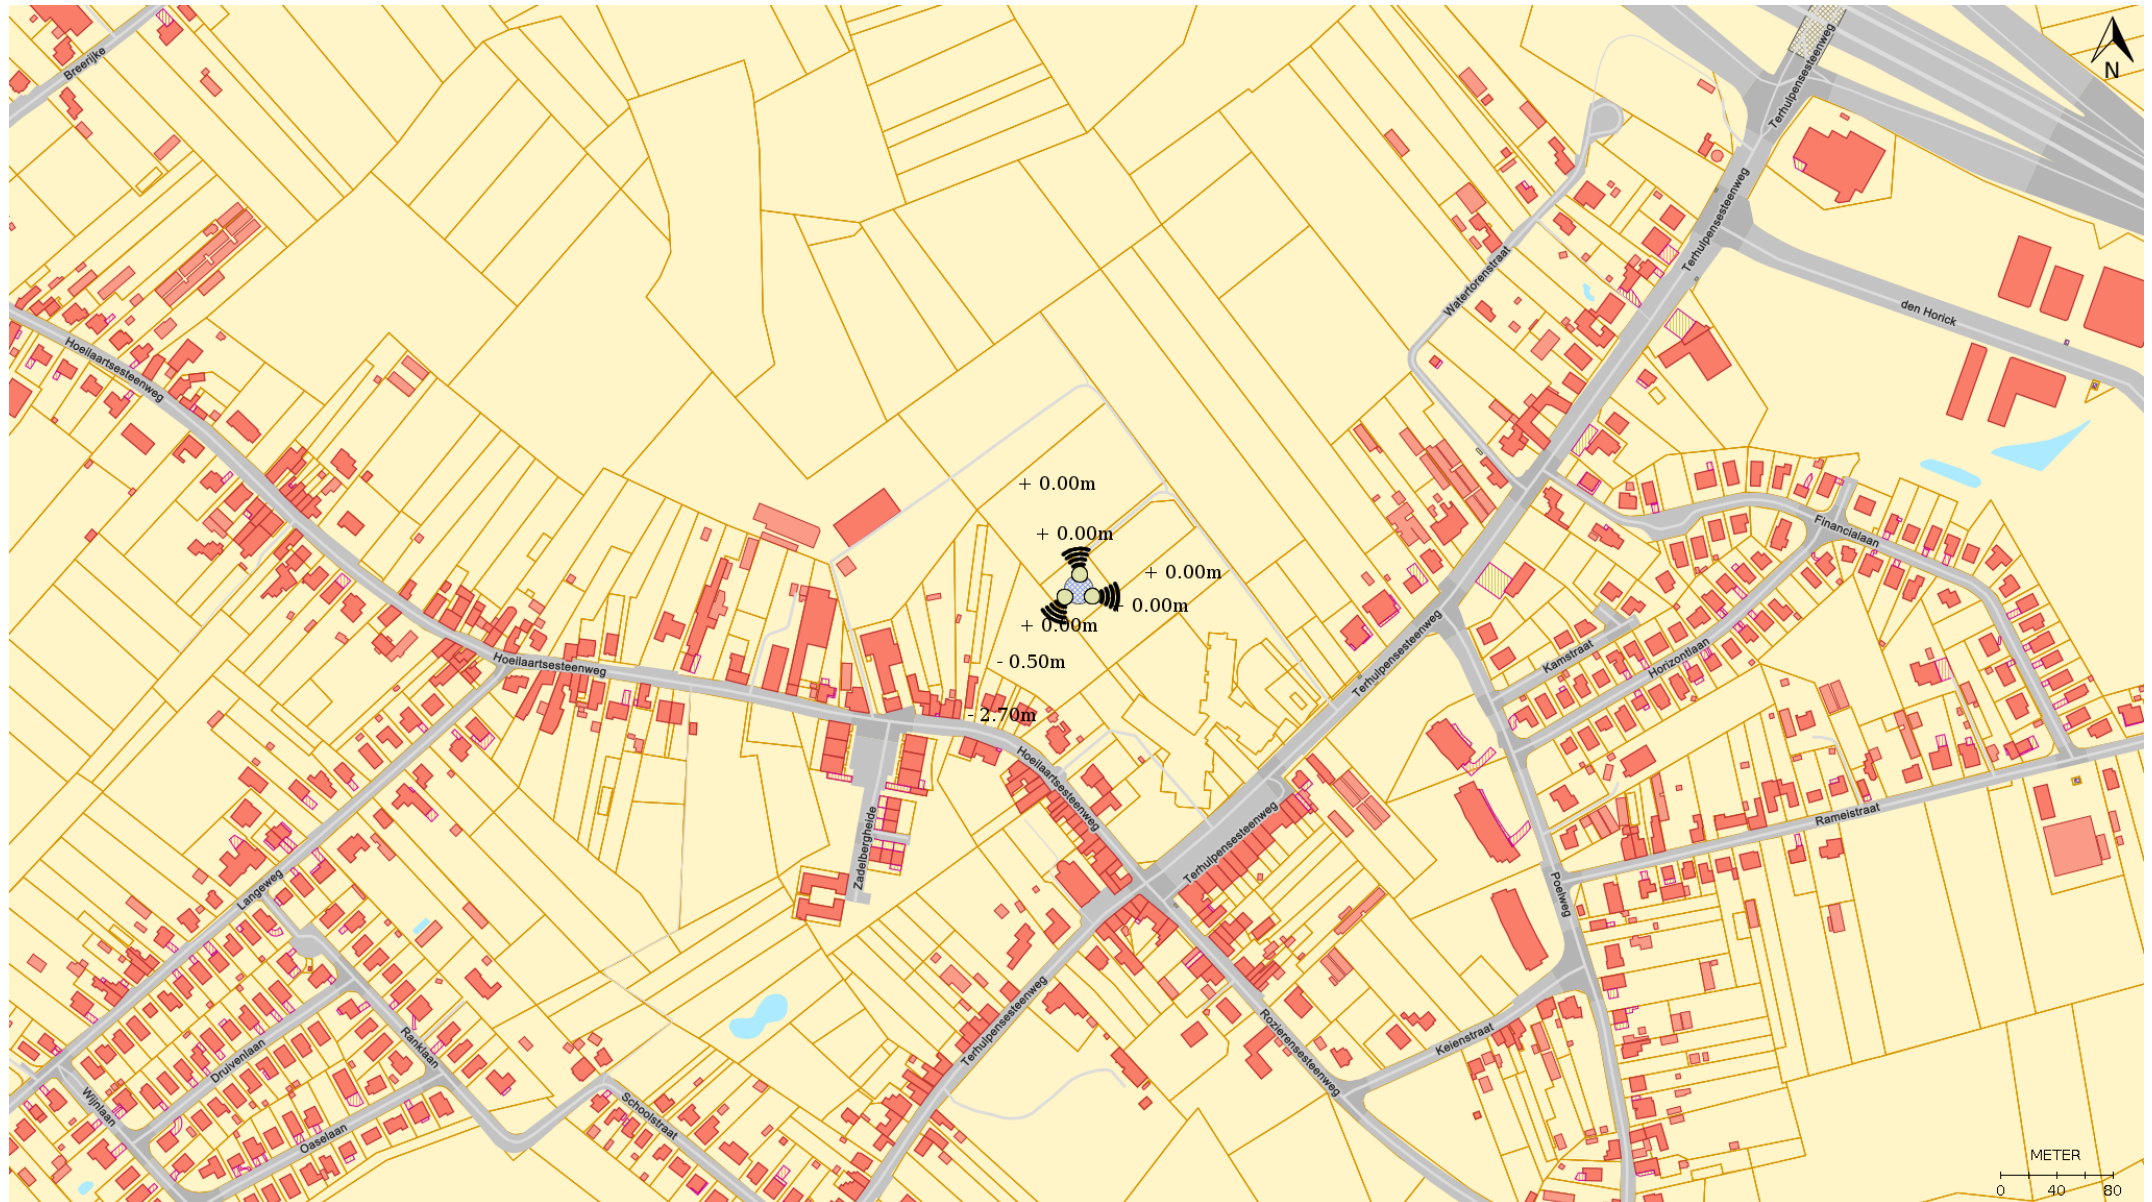 Breerijke
Terhulpensesteenweg
N
Terhulpensesteenweg
Watertorenstraat
den Horick
Hoeilaartsesteenweg
+ 0.00m
+ 0.00m
Financialaan
+ 0.00m
+ 0.00m
+ 0.00m
Terhulpensesteenweg
Kamstraat
Horizontlaan
Hoeilaartsesteenweg
- 0.50m
- 2.70m
Hoeilaartsesteenweg
Zadelbergheide
Terhulpensesteenweg
Ramelstraat
Langeweg
Poelweg
Terhulpensesteenweg
Rozierensesteenweg
Keienstraat
Druivenlaan
Ranklaan
Wijnlaan
Schoolstraat
Oaselaan
METER
0 40 80